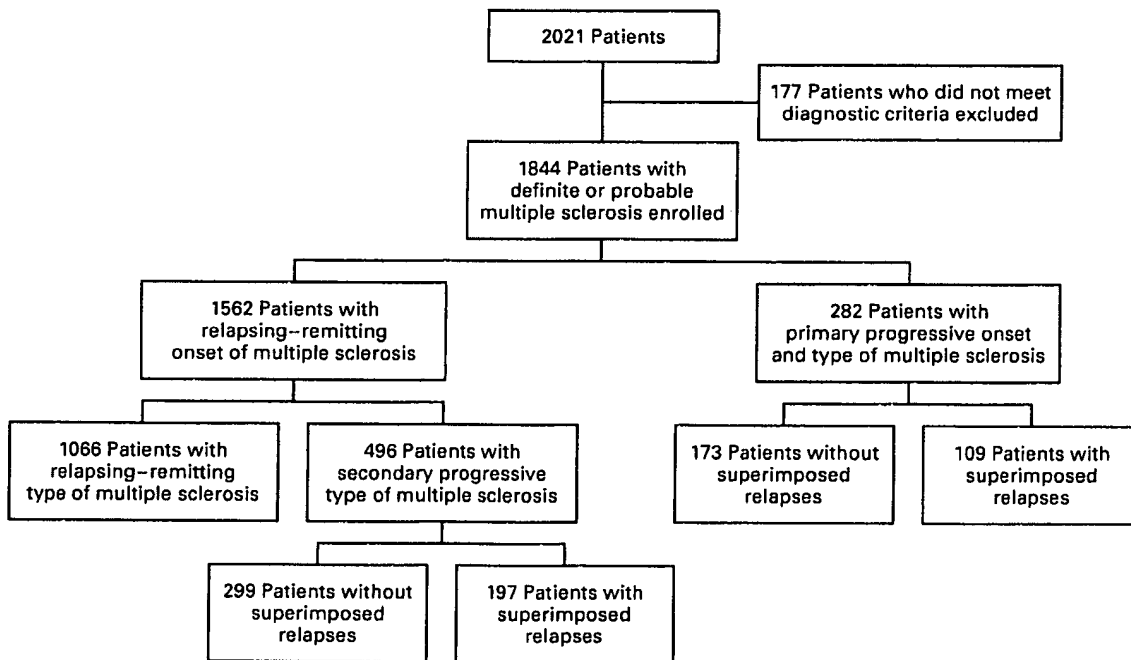 2021 Patients
177 Patients who did not meet
diagnostic criteria excluded
1844 Patients with
definite or probable
multiple sclerosis enrolled
1562 Patients with
relapsing–remitting
onset of multiple sclerosis
282 Patients with
primary progressive onset
and type of multiple sclerosis
1066 Patients with
relapsing–remitting
type of multiple sclerosis
496 Patients with
secondary progressive
type of multiple sclerosis
173 Patients without
superimposed
relapses
109 Patients with
superimposed
relapses
299 Patients without
superimposed
relapses
197 Patients with
superimposed
relapses